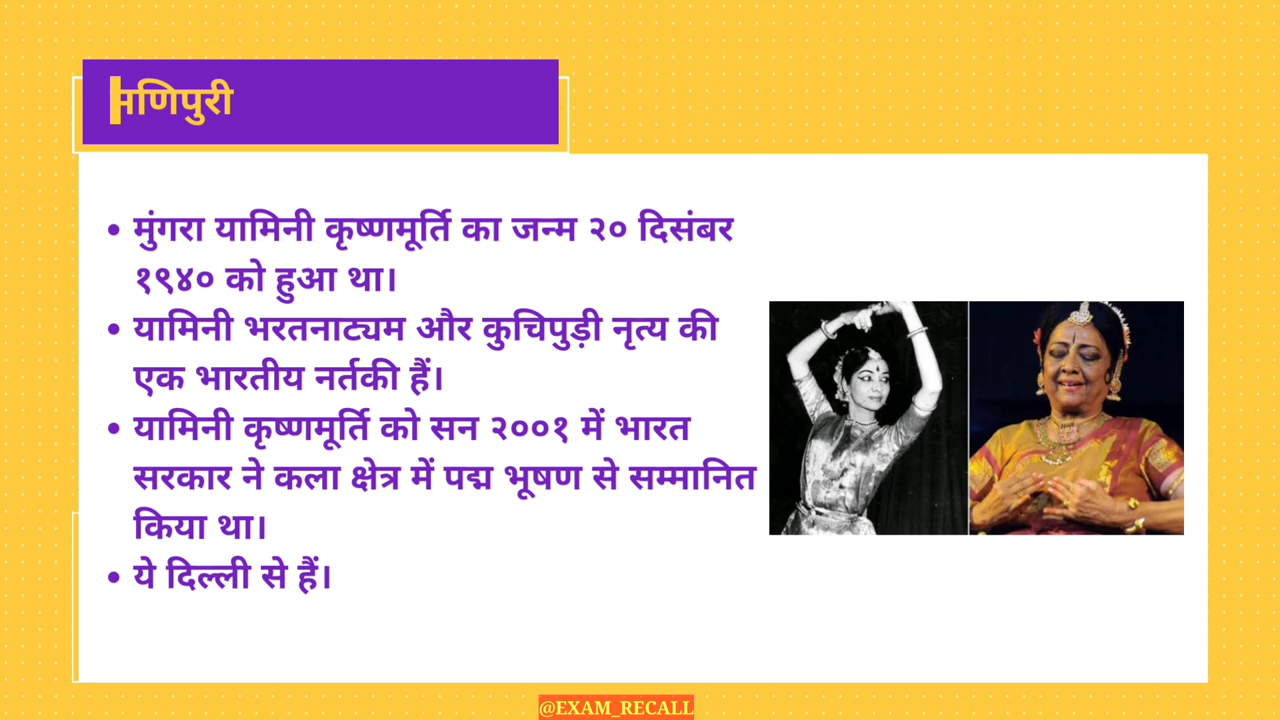 मणिपुरी
• मुंगरा यामिनी कृष्णमूर्ति का जन्म २० दिसंबर
१९४० को हुआ था।
• यामिनी भरतनाट्यम और कुचिपुड़ी नृत्य की
एक भारतीय नर्तकी हैं।
• यामिनी कृष्णमूर्ति को सन २००१ में भारत
सरकार ने कला क्षेत्र में पद्म भूषण से सम्मानित
किया था।
• ये दिल्ली से हैं।
@EXAM_RECALL